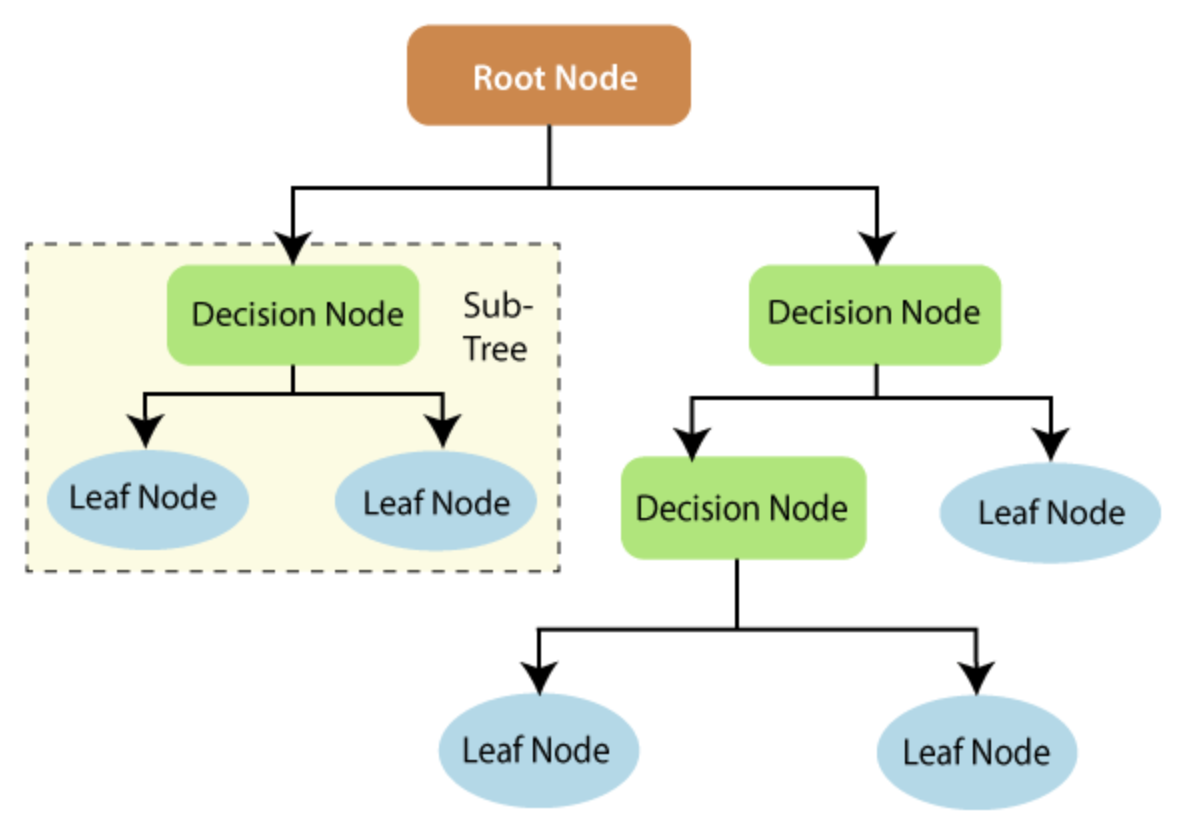 Root Node
Decision Node
Sub-
Tree
Decision Node
Leaf Node
Leaf Node
Decision Node
Leaf Node
Leaf Node
Leaf Node